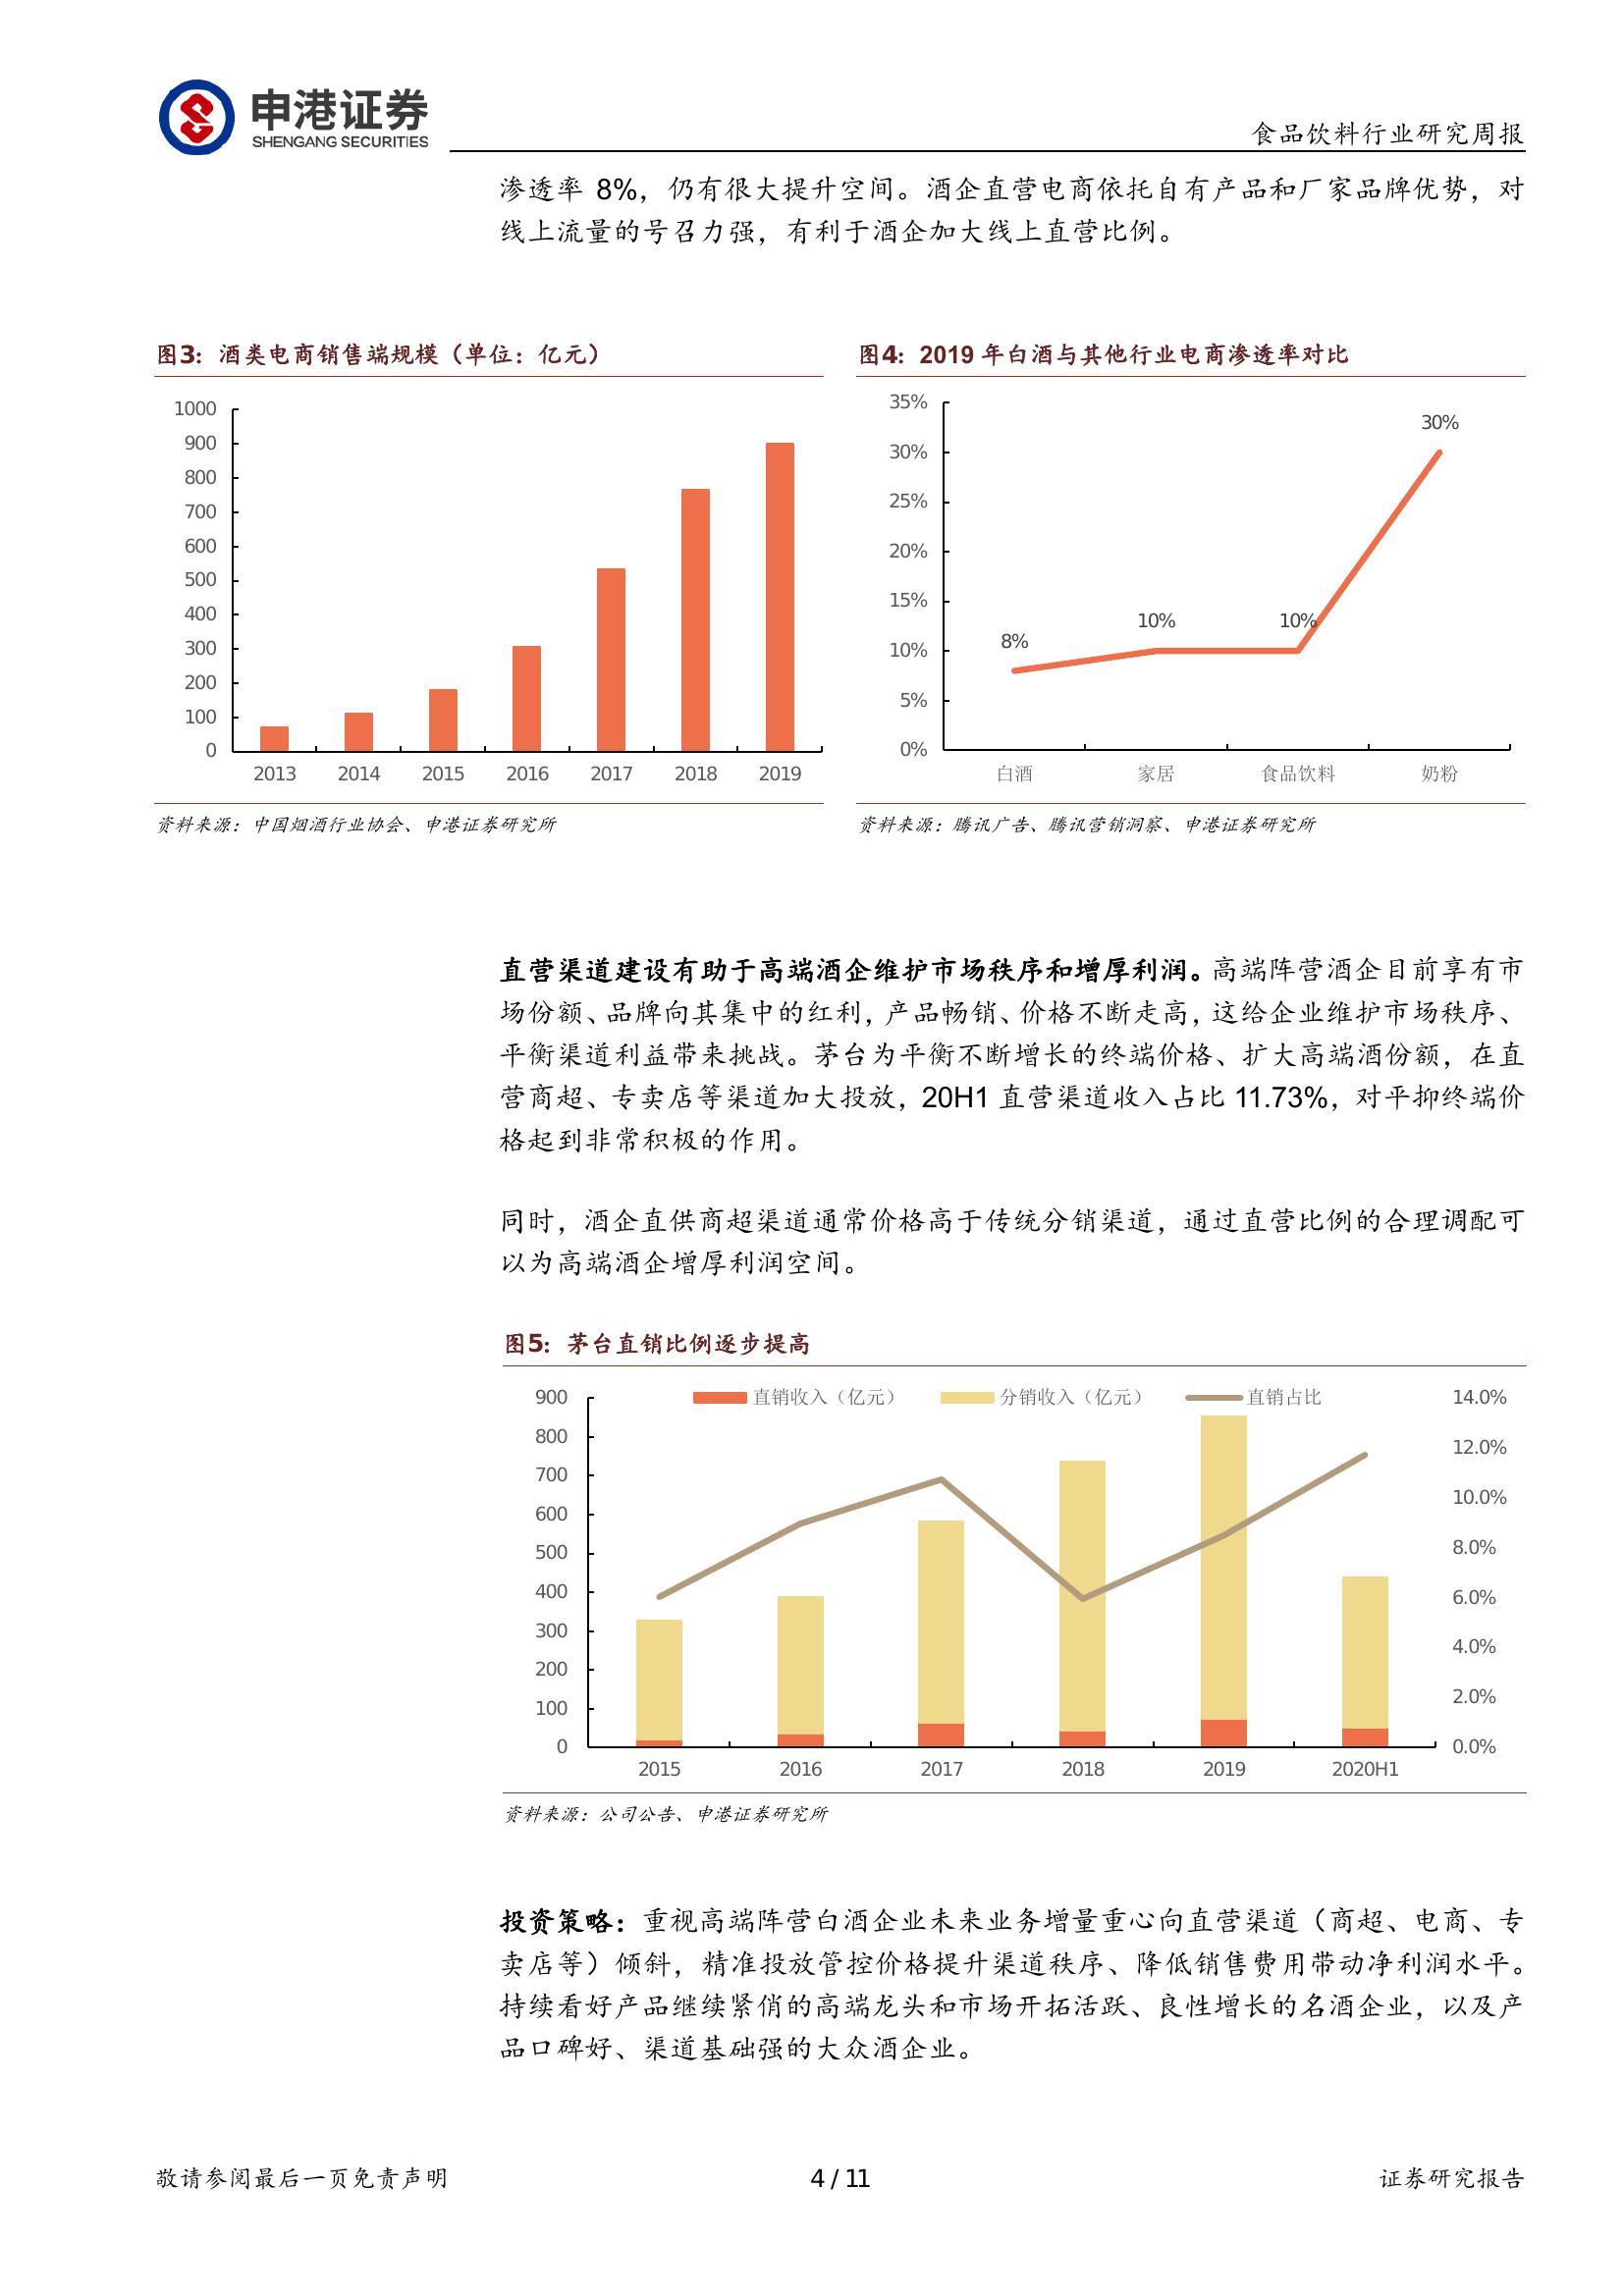 申港证券
SHENGANG SECURITIES
食品饮料行业研究周报
渗透率 8%，仍有很大提升空间。酒企直营电商依托自有产品和厂家品牌优势，对
线上流量的号召力强，有利于酒企加大线上直营比例。
图3：酒类电商销售端规模（单位：亿元）
1000
900
800
700
600
500
400
300
200
100
0
2013 2014 2015 2016 2017 2018 2019
资料来源：中国烟酒行业协会、申港证券研究所
图4：2019 年白酒与其他行业电商渗透率对比
35%
30%
25%
20%
15%
10%
5%
0%
8% 10% 10% 30%
白酒 家居 食品饮料 奶粉
资料来源：腾讯广告、腾讯营销洞察、申港证券研究所
直营渠道建设有助于高端酒企维护市场秩序和增厚利润。高端阵营酒企目前享有市
场份额、品牌向其集中的红利，产品畅销、价格不断走高，这给企业维护市场秩序、
平衡渠道利益带来挑战。茅台为平衡不断增长的终端价格、扩大高端酒份额，在直
营商超、专卖店等渠道加大投放，20H1 直营渠道收入占比 11.73%，对平抑终端价
格起到非常积极的作用。
同时，酒企直供商超渠道通常价格高于传统分销渠道，通过直营比例的合理调配可
以为高端酒企增厚利润空间。
图5：茅台直销比例逐步提高
直销收入（亿元） 分销收入（亿元） 直销占比
900
800
700
600
500
400
300
200
100
0
14.0%
12.0%
10.0%
8.0%
6.0%
4.0%
2.0%
0.0%
2015 2016 2017 2018 2019 2020H1
资料来源：公司公告、申港证券研究所
投资策略：重视高端阵营白酒企业未来业务增量重心向直营渠道（商超、电商、专
卖店等）倾斜，精准投放管控价格提升渠道秩序、降低销售费用带动净利润水平。
持续看好产品继续紧俏的高端龙头和市场开拓活跃、良性增长的名酒企业，以及产
品口碑好、渠道基础强的大众酒企业。
敬请参阅最后一页免责声明
4 / 11
证券研究报告